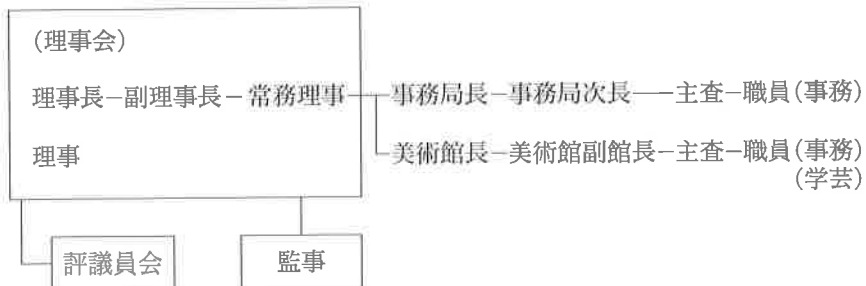 (理事会)
理事長－副理事長－常務理事－事務局長－事務局次長──主査－職員(事務)
理事
美術館長－美術館副館長－主査－職員(事務)
(学芸)
評議員会
監事